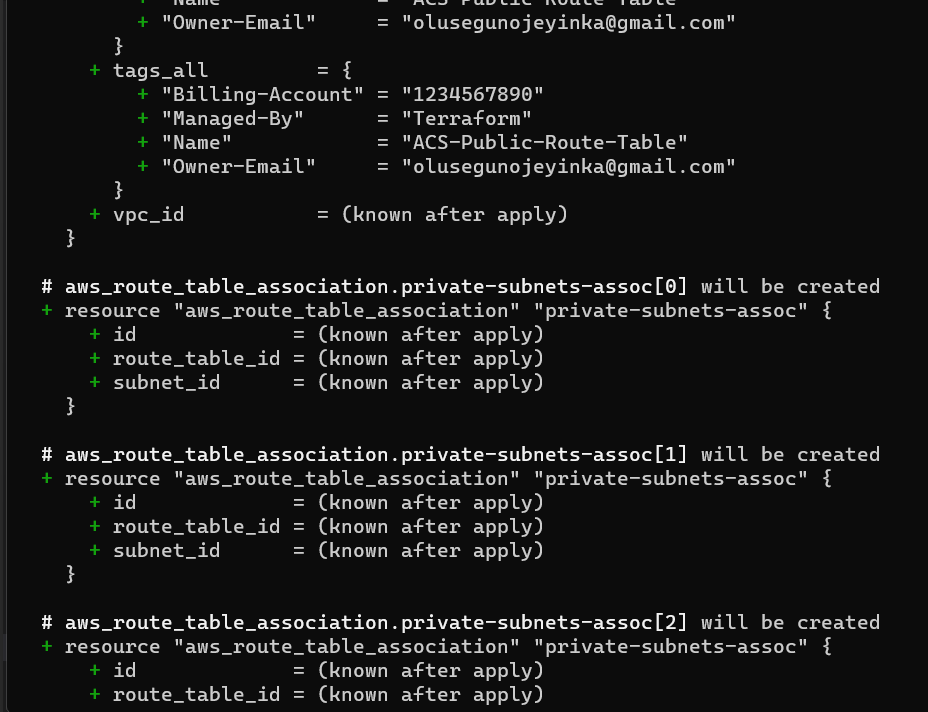 + "Name" = "ACS-Public-Route-Table"
+ "Owner-Email" = "olusegunojeyinka@gmail.com"
}
+ tags_all = {
+ "Billing-Account" = "1234567890"
+ "Managed-By" = "Terraform"
+ "Name" = "ACS-Public-Route-Table"
+ "Owner-Email" = "olusegunojeyinka@gmail.com"
}
+ vpc_id = (known after apply)
}
# aws_route_table_association.private-subnets-assoc[0] will be created
+ resource "aws_route_table_association" "private-subnets-assoc" {
+ id = (known after apply)
+ route_table_id = (known after apply)
+ subnet_id = (known after apply)
}
# aws_route_table_association.private-subnets-assoc[1] will be created
+ resource "aws_route_table_association" "private-subnets-assoc" {
+ id = (known after apply)
+ route_table_id = (known after apply)
+ subnet_id = (known after apply)
}
# aws_route_table_association.private-subnets-assoc[2] will be created
+ resource "aws_route_table_association" "private-subnets-assoc" {
+ id = (known after apply)
+ route_table_id = (known after apply)